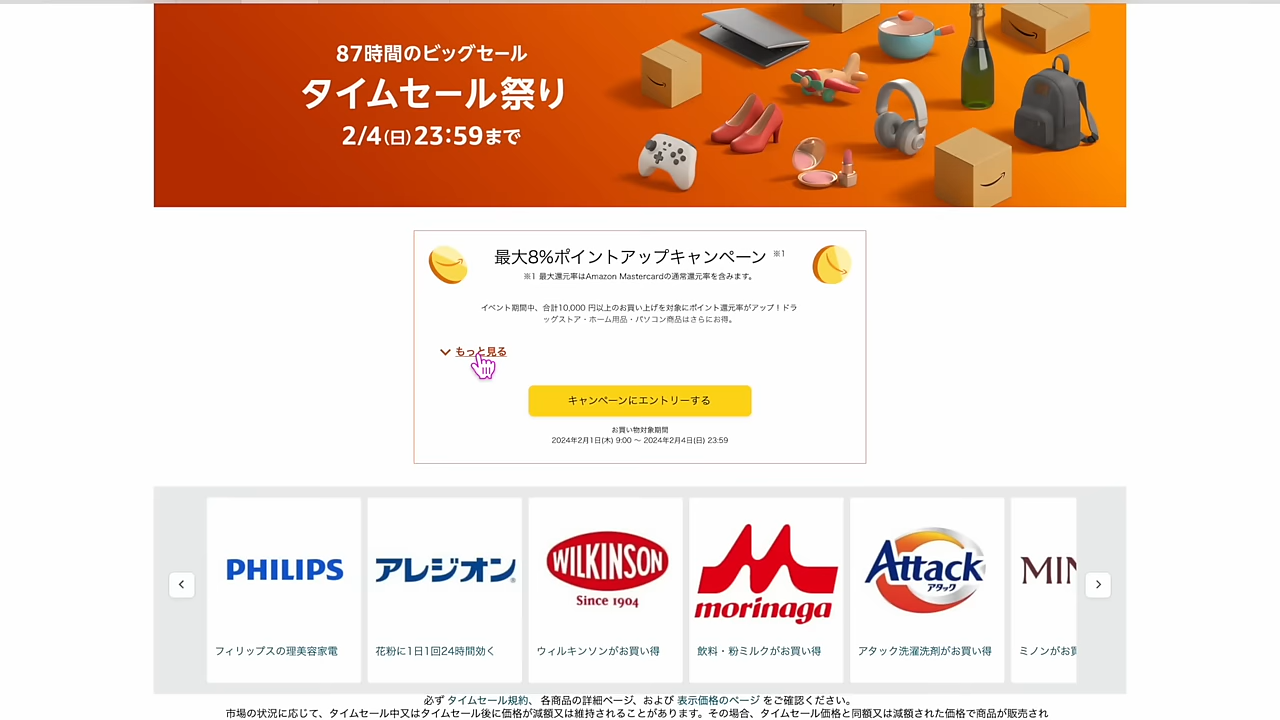 87時間のビッグセール
タイムセール祭り
2/4(日)23:59まで
最大8%ポイントアップキャンペーン ※1
※1 最大還元率はAmazon Mastercardの通常還元率を含みます。
イベント期間中、合計10,000 円以上のお買い上げを対象にポイント還元率がアップ！ドラ
ッグストア・ホーム用品・パソコン商品はさらにお得。
もっと見る
キャンペーンにエントリーする
お買い物対象期間
2024年2月1日(木) 9:00 〜 2024年2月4日(日) 23:59
PHILIPS
アレジオン
WILKINSON
Since 1904
morinaga
Attack
アタック
MIN
フィリップスの理美容家電
花粉に1日1回24時間効く
ウィルキンソンがお買い得
飲料・粉ミルクがお買い得
アタック洗濯洗剤がお買い得
ミノンがお買
必ず タイムセール規約、 各商品の詳細ページ、および 表示価格のページ をご確認ください。
市場の状況に応じて、タイムセール中又はタイムセール後に価格が減額又は維持されることがあります。その場合、タイムセール価格と同額又は減額された価格で商品が販売され